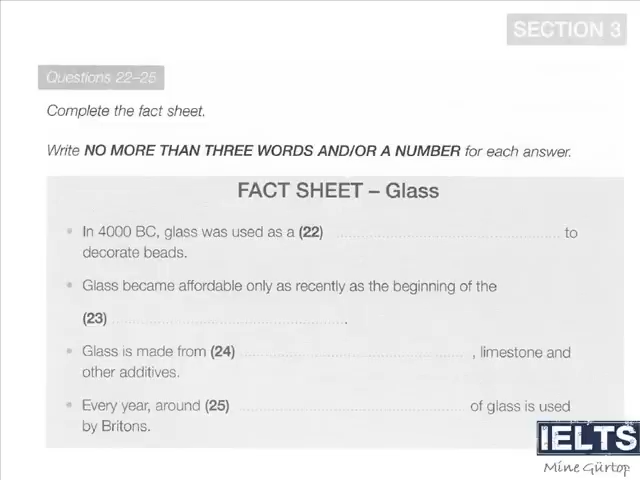 SECTION 3
Questions 22–25
Complete the fact sheet.
Write NO MORE THAN THREE WORDS AND/OR A NUMBER for each answer.
FACT SHEET – Glass
• In 4000 BC, glass was used as a (22) .............................. to
decorate beads.
• Glass became affordable only as recently as the beginning of the
(23) ..............................
• Glass is made from (24) .............................. , limestone and
other additives.
• Every year, around (25) .............................. of glass is used
by Britons.
IELTS
Mine Gürtop